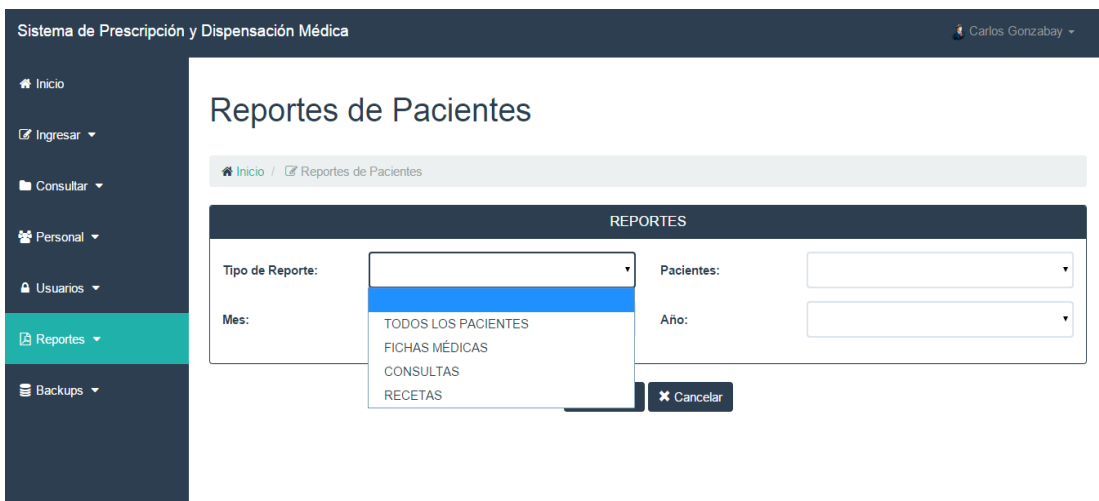 Sistema de Prescripción y Dispensación Médica
Carlos Gonzabay
Inicio
Ingresar
Consultar
Personal
Usuarios
Reportes
Backups
Reportes de Pacientes
Inicio / Reportes de Pacientes
REPORTES
Tipo de Reporte:
Pacientes:
Mes:
Año:
TODOS LOS PACIENTES
FICHAS MÉDICAS
CONSULTAS
RECETAS
Cancelar